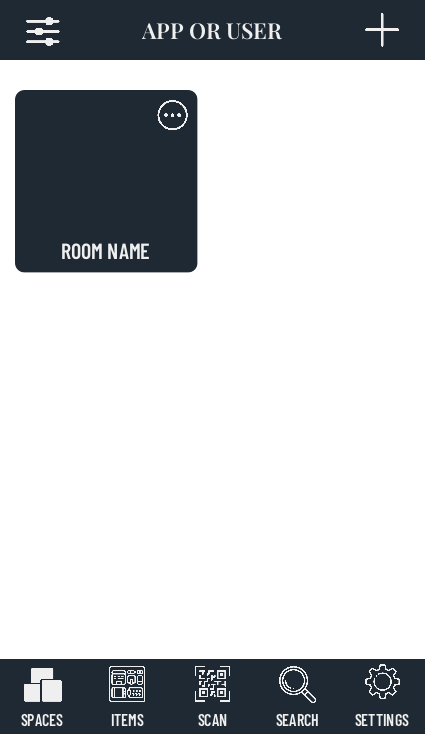 APP OR USER
ROOM NAME
SPACES
ITEMS
SCAN
SEARCH
SETTINGS